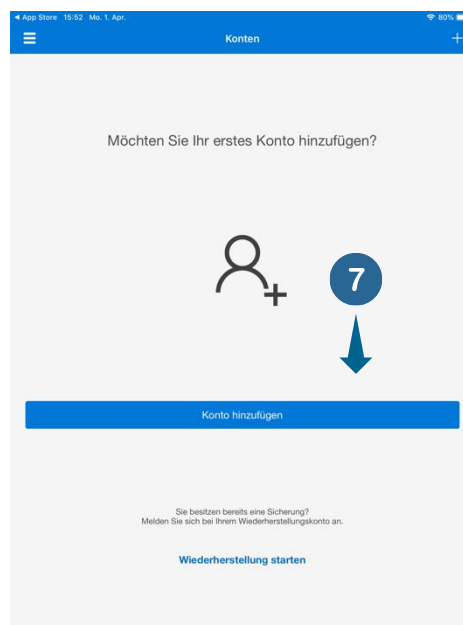 App Store 15:52 Mo. 1. Apr. 80%
Konten
Möchten Sie Ihr erstes Konto hinzufügen?
7
Konto hinzufügen
Sie besitzen bereits eine Sicherung?
Melden Sie sich bei Ihrem Wiederherstellungskonto an.
Wiederherstellung starten